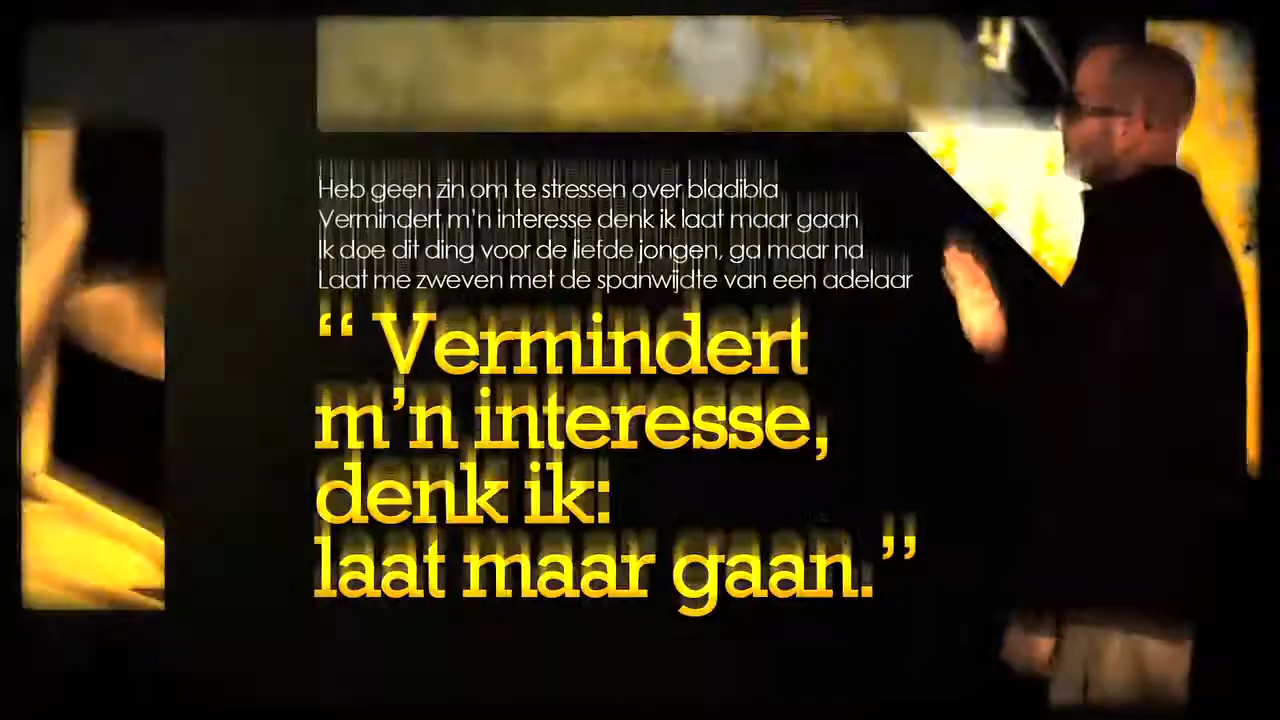 Heb geen zin om te stressen over bladibla
Vermindert m'n interesse denk ik laat maar gaan
Ik doe dit ding voor de liefde jongen, ga maar na
Laat me zweven met de spanwijdte van een adelaar
“ Vermindert
m’n interesse,
denk ik:
laat maar gaan.”